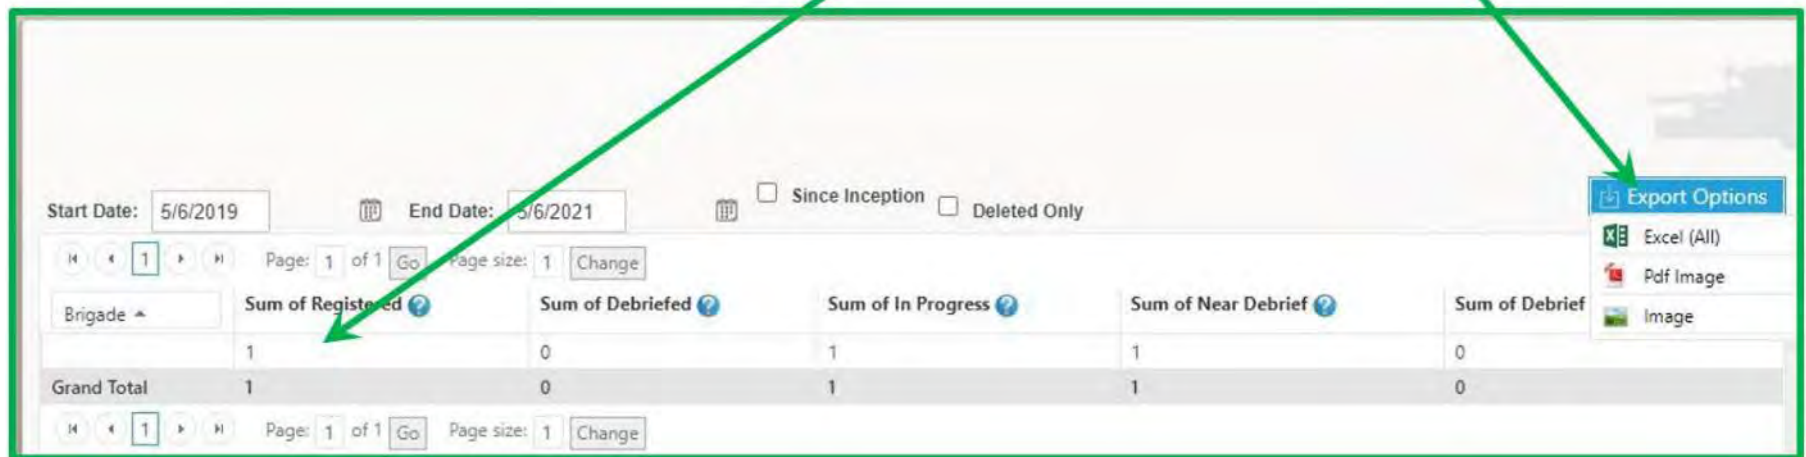 Start Date: 5/6/2019 End Date: 5/6/2021 Since Inception Deleted Only Export Options
Excel (All)
Pdf Image
Image
1 Page: 1 of 1 Go Page size: 1 Change
Brigade Sum of Registered ? Sum of Debriefed ? Sum of In Progress ? Sum of Near Debrief ? Sum of Debrief
1 0 1 1 0
Grand Total 1 0 1 1 0
1 Page: 1 of 1 Go Page size: 1 Change